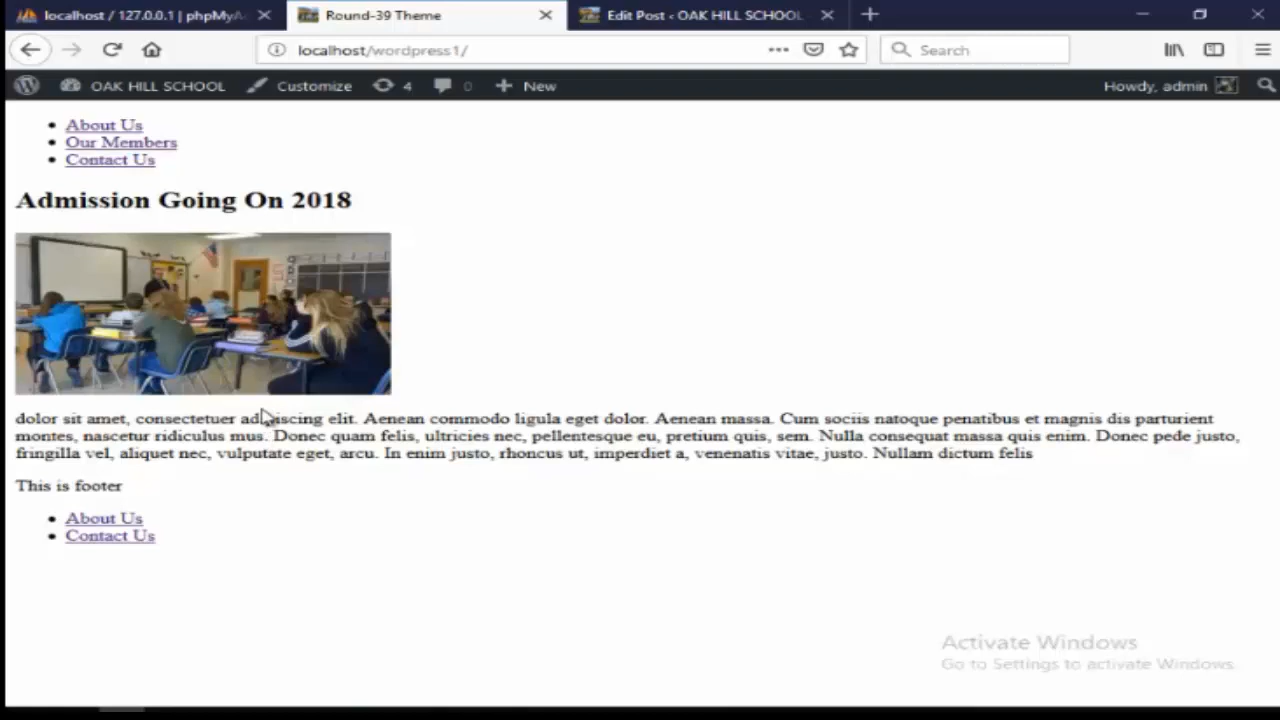 localhost / 127.0.0.1 | phpMyA
Round-39 Theme
Edit Post ‹ OAK HILL SCHOOL
localhost/wordpress1/
Search
OAK HILL SCHOOL
Customize
4
0
New
Howdy, admin
About Us
Our Members
Contact Us
Admission Going On 2018
dolor sit amet, consectetuer adipiscing elit. Aenean commodo ligula eget dolor. Aenean massa. Cum sociis natoque penatibus et magnis dis parturient
montes, nascetur ridiculus mus. Donec quam felis, ultricies nec, pellentesque eu, pretium quis, sem. Nulla consequat massa quis enim. Donec pede justo,
fringilla vel, aliquet nec, vulputate eget, arcu. In enim justo, rhoncus ut, imperdiet a, venenatis vitae, justo. Nullam dictum felis
This is footer
About Us
Contact Us
Activate Windows
Go to Settings to activate Windows.